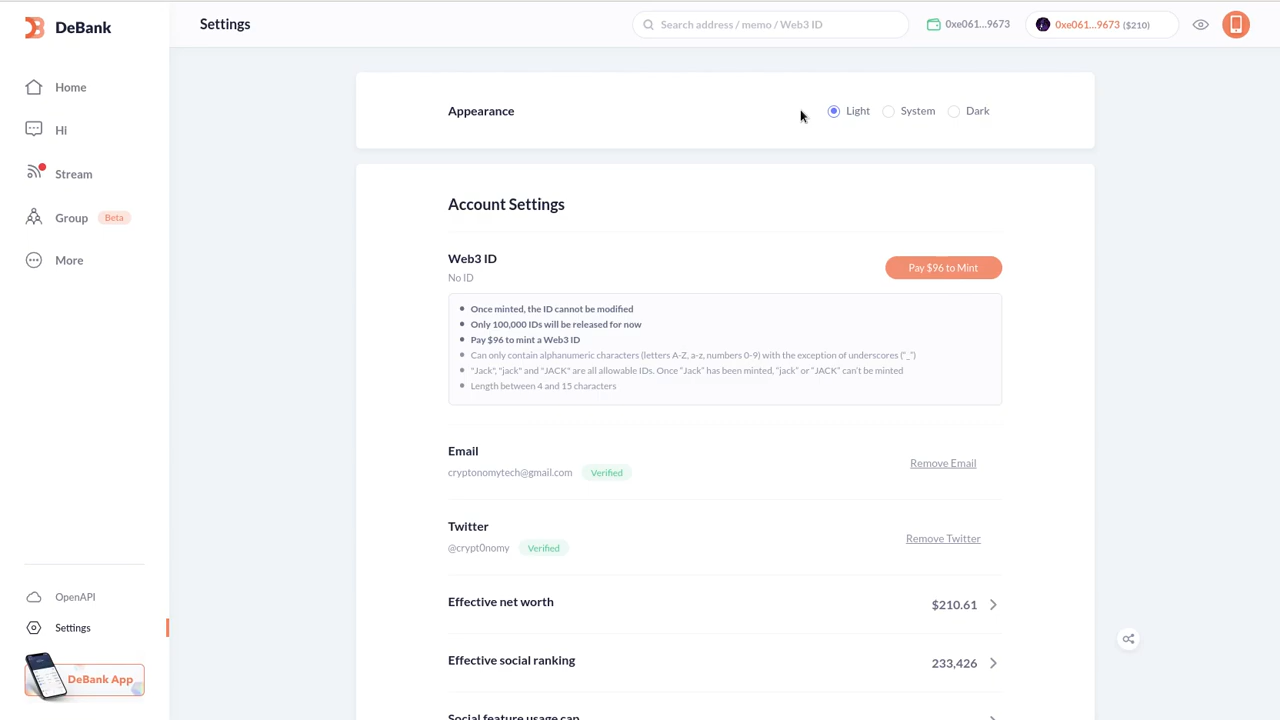 DeBank
Settings
Search address / memo / Web3 ID
0xe061...9673
0xe061...9673 ($210)
Home
Hi
Stream
Group Beta
More
Appearance
Light
System
Dark
Account Settings
Web3 ID
No ID
Pay $96 to Mint
Once minted, the ID cannot be modified
Only 100,000 IDs will be released for now
Pay $96 to mint a Web3 ID
Can only contain alphanumeric characters (letters A-Z, a-z, numbers 0-9) with the exception of underscores ("_")
"Jack", "jack" and "JACK" are all allowable IDs. Once "Jack" has been minted, "jack" or "JACK" can't be minted
Length between 4 and 15 characters
Email
cryptonomytech@gmail.com Verified
Remove Email
Twitter
@crypt0nomy Verified
Remove Twitter
Effective net worth
$210.61
Effective social ranking
233,426
Social feature usage cap
OpenAPI
Settings
DeBank App